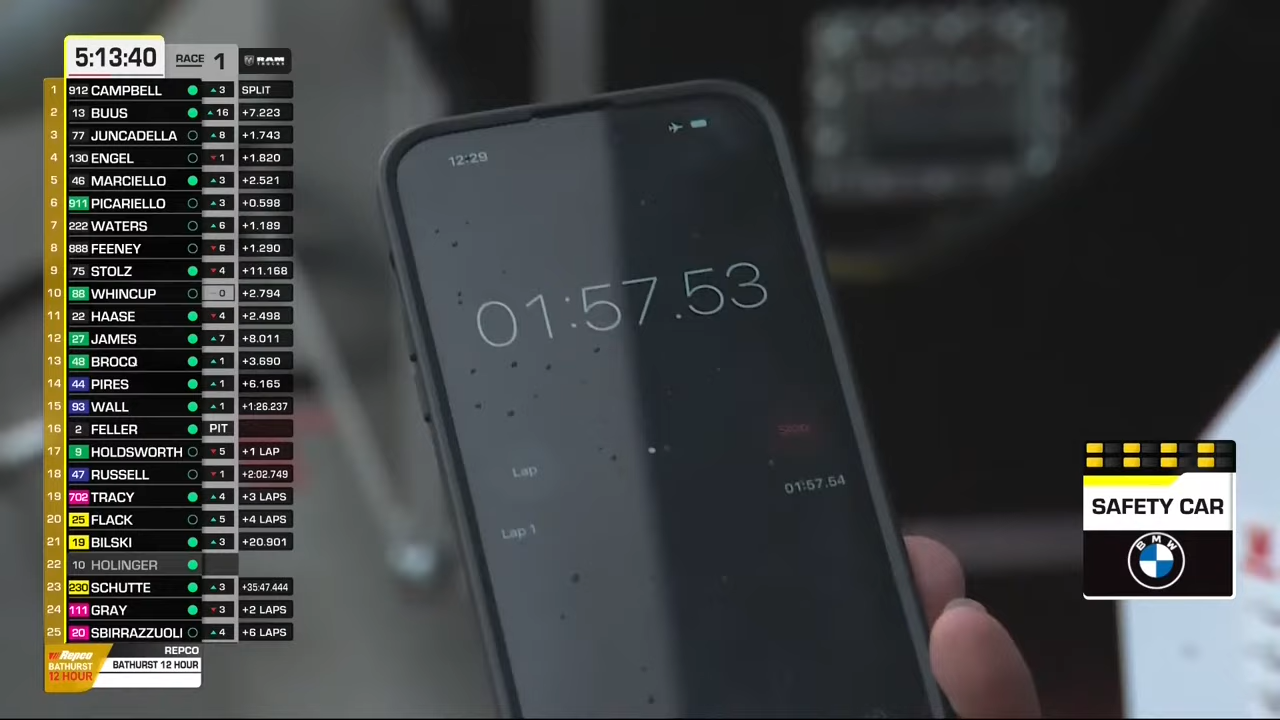 5:13:40 RACE 1 RAM TRUCKS
1 912 CAMPBELL 3 SPLIT
2 13 BUUS 16 +7.223
3 77 JUNCADELLA 8 +1.743
4 130 ENGEL 1 +1.820
5 46 MARCIELLO 3 +2.521
6 911 PICARIELLO 3 +0.598
7 222 WATERS 6 +1.189
8 888 FEENEY 6 +1.290
9 75 STOLZ 4 +11.168
10 88 WHINCUP 0 +2.794
11 22 HAASE 4 +2.498
12 27 JAMES 7 +8.011
13 48 BROCQ 1 +3.690
14 44 PIRES 1 +6.165
15 93 WALL 1 +1:26.237
16 2 FELLER PIT
17 9 HOLDSWORTH 5 +1 LAP
18 47 RUSSELL 1 +2:02.749
19 702 TRACY 4 +3 LAPS
20 25 FLACK 5 +4 LAPS
21 19 BILSKI 3 +20.901
22 10 HOLINGER
23 230 SCHUTTE 3 +35:47.444
24 111 GRAY 3 +2 LAPS
25 20 SBIRRAZZUOLI 4 +6 LAPS
Repco
BATHURST
12 HOUR
REPCO
BATHURST 12 HOUR
12:29
01:57.53
Lap
Lap 1 01:57.54
SAFETY CAR
BMW